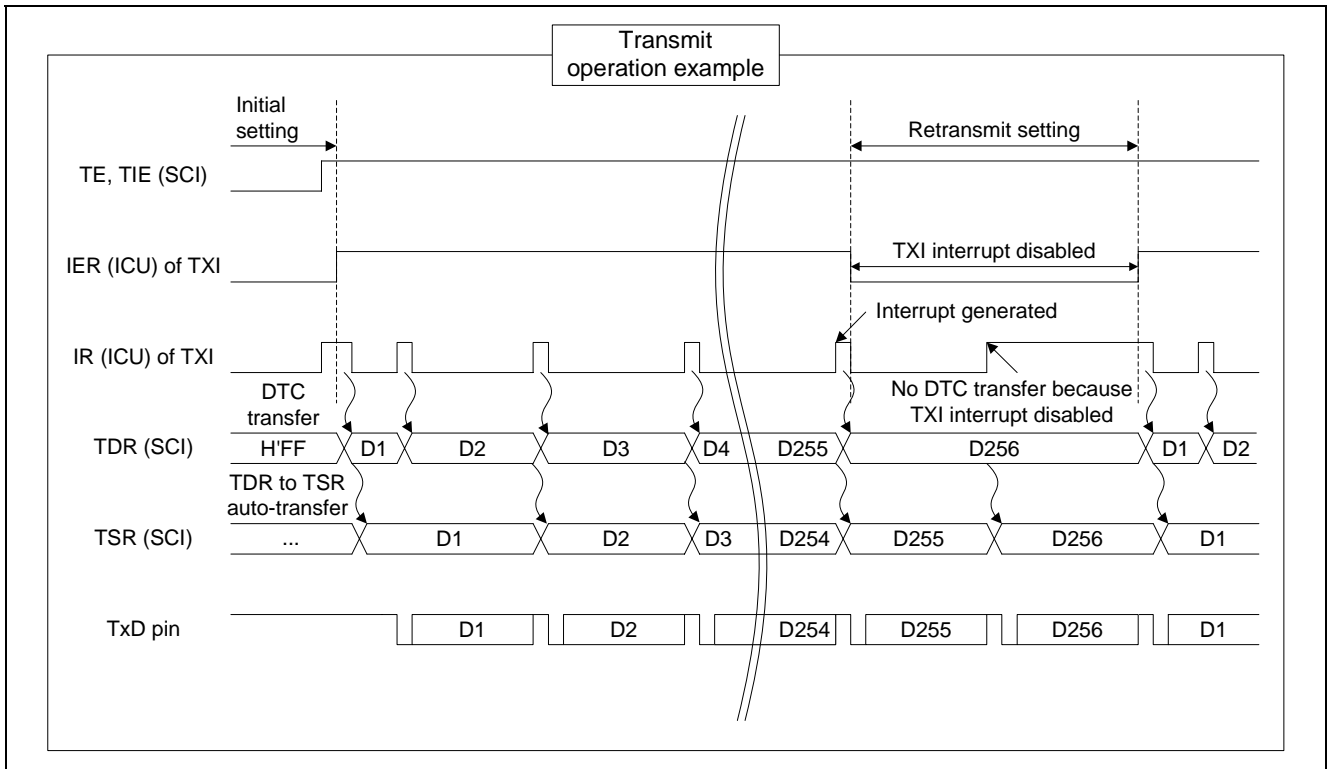 Transmit
operation example
Initial
setting
Retransmit setting
TE, TIE (SCI)
IER (ICU) of TXI
TXI interrupt disabled
Interrupt generated
IR (ICU) of TXI
DTC
transfer
No DTC transfer because
TXI interrupt disabled
TDR (SCI)
H'FF D1 D2 D3 D4 D255 D256 D1 D2
TDR to TSR
auto-transfer
TSR (SCI)
... D1 D2 D3 D254 D255 D256 D1
TxD pin
D1 D2 D254 D255 D256 D1